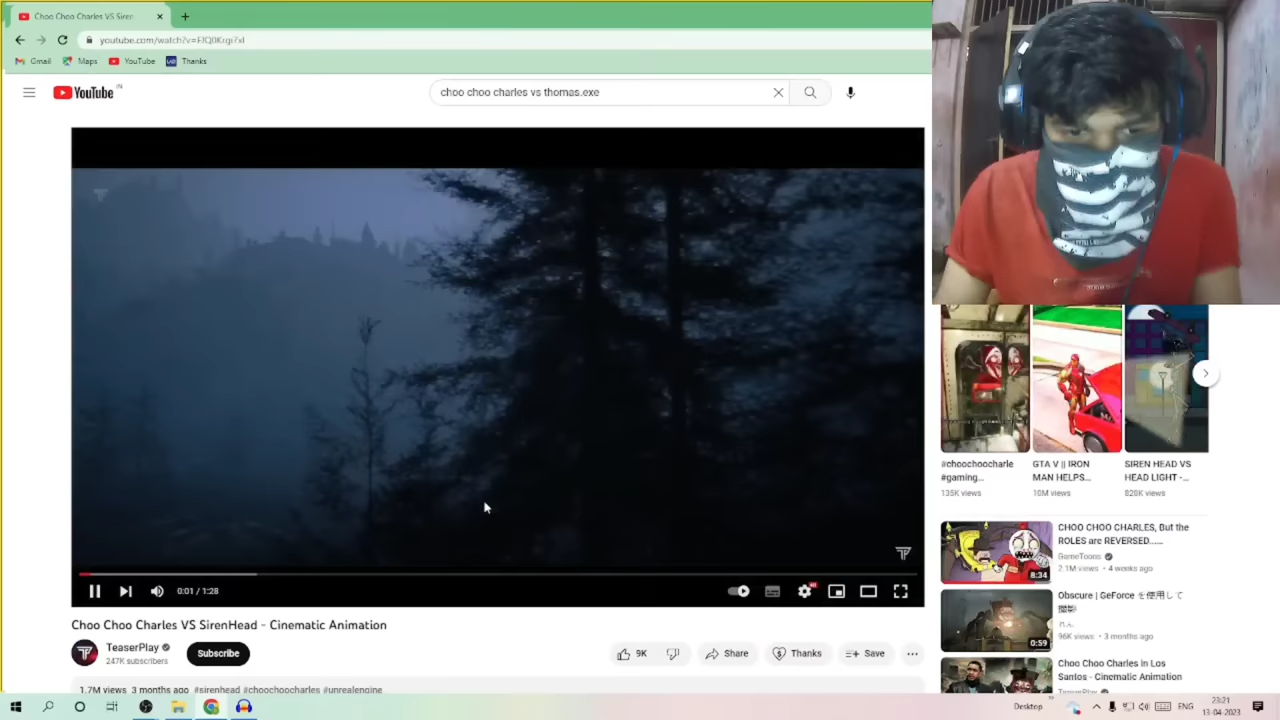 Choo Choo Charles VS Siren
Gmail
Maps
YouTube
Thanks
YouTube IN
choo choo charles vs thomas.exe
0:01 / 1:28
Choo Choo Charles VS SirenHead - Cinematic Animation
TeaserPlay
247K subscribers
Subscribe
9K
Share
Thanks
Save
1.7M views 3 months ago #sirenhead #choochoocharles #unrealengine
#choochoocharle
#gaming...
135K views
GTA V || IRON
MAN HELPS...
10M views
SIREN HEAD VS
HEAD LIGHT -...
828K views
CHOO CHOO CHARLES, But the
ROLES are REVERSED......
GameToons
2.1M views • 4 weeks ago
8:34
Obscure | GeForce を使用して
96K views • 3 months ago
0:59
Choo Choo Charles in Los
Santos - Cinematic Animation
TeaserPlay
Desktop
ENG
23:21
13-04-2023